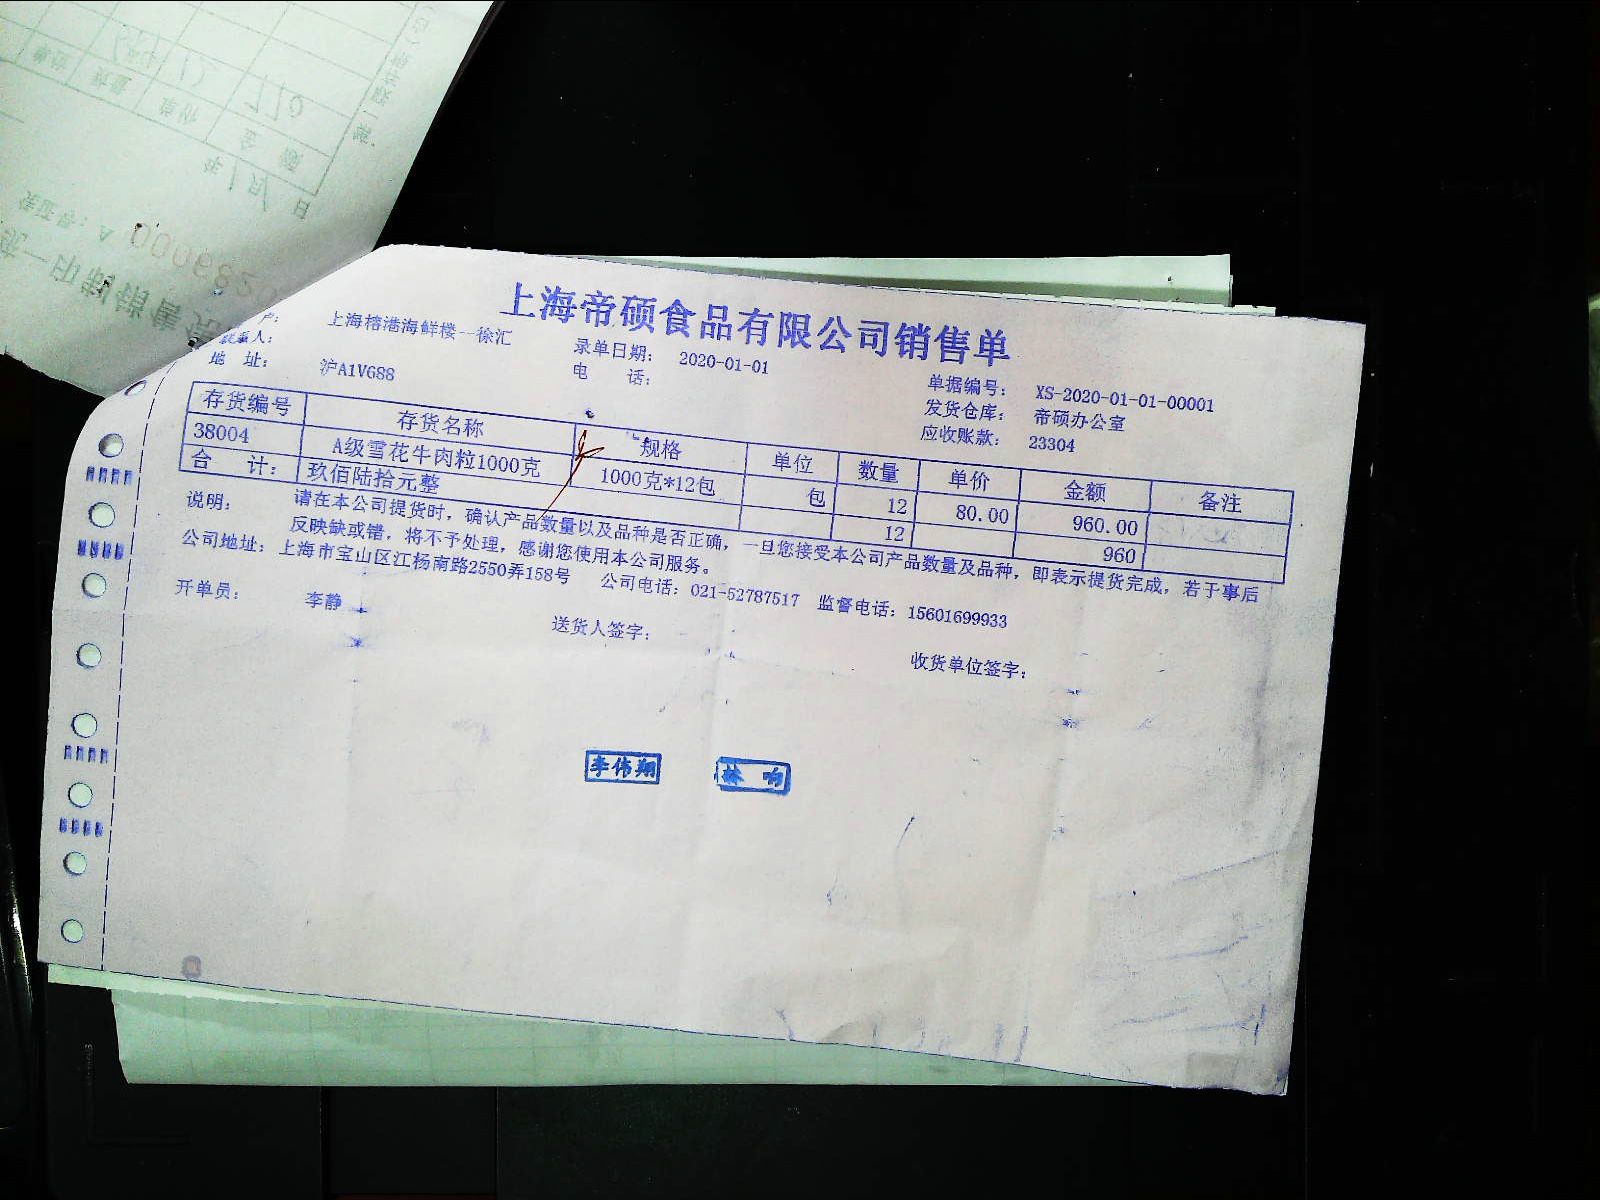 上海帝硕食品有限公司销售单
户： 上海榕港海鲜楼--徐汇 录单日期： 2020-01-01 单据编号： XS-2020-01-01-00001
联系人： 电 话： 发货仓库： 帝硕办公室
地 址： 沪A1V688 应收账款： 23304
存货编号 存货名称 规格 单位 数量 单价 金额 备注
38004 A级雪花牛肉粒1000克 1000克*12包 包 12 80.00 960.00
合 计： 玖佰陆拾元整 12 960
说明： 请在本公司提货时，确认产品数量以及品种是否正确，一旦您接受本公司产品数量及品种，即表示提货完成，若于事后
反映缺或错，将不予处理，感谢您使用本公司服务。
公司地址：上海市宝山区江杨南路2550弄158号 公司电话：021-52787517 监督电话：15601699933
开单员： 李静 送货人签字： 收货单位签字：
李伟翔 林 响